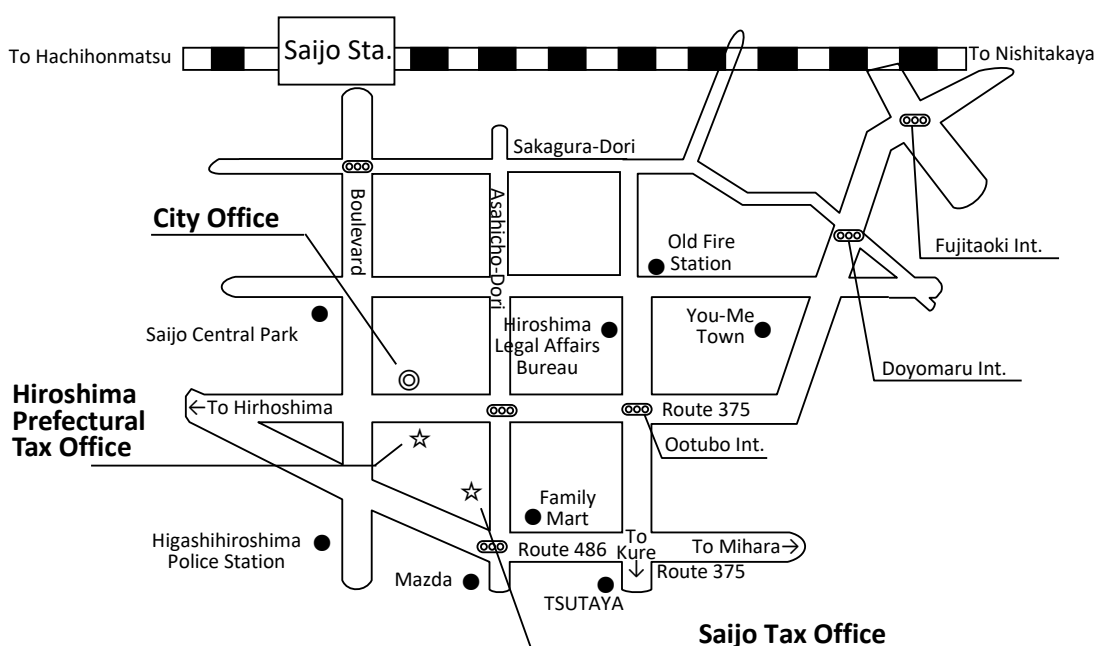 Saijo Sta.
To Hachihonmatsu
To Nishitakaya
Sakagura-Dori
Boulevard
Asahicho-Dori
City Office
Old Fire
Station
Fujitaoki Int.
Saijo Central Park
Hiroshima
Legal Affairs
Bureau
You-Me
Town
Doyomaru Int.
Hiroshima
Prefectural
Tax Office
←To Hirhoshima
Route 375
Ootubo Int.
Family
Mart
Higashihiroshima
Police Station
Route 486
To
Kure
↓
To Mihara→
Route 375
Mazda
TSUTAYA
Saijo Tax Office